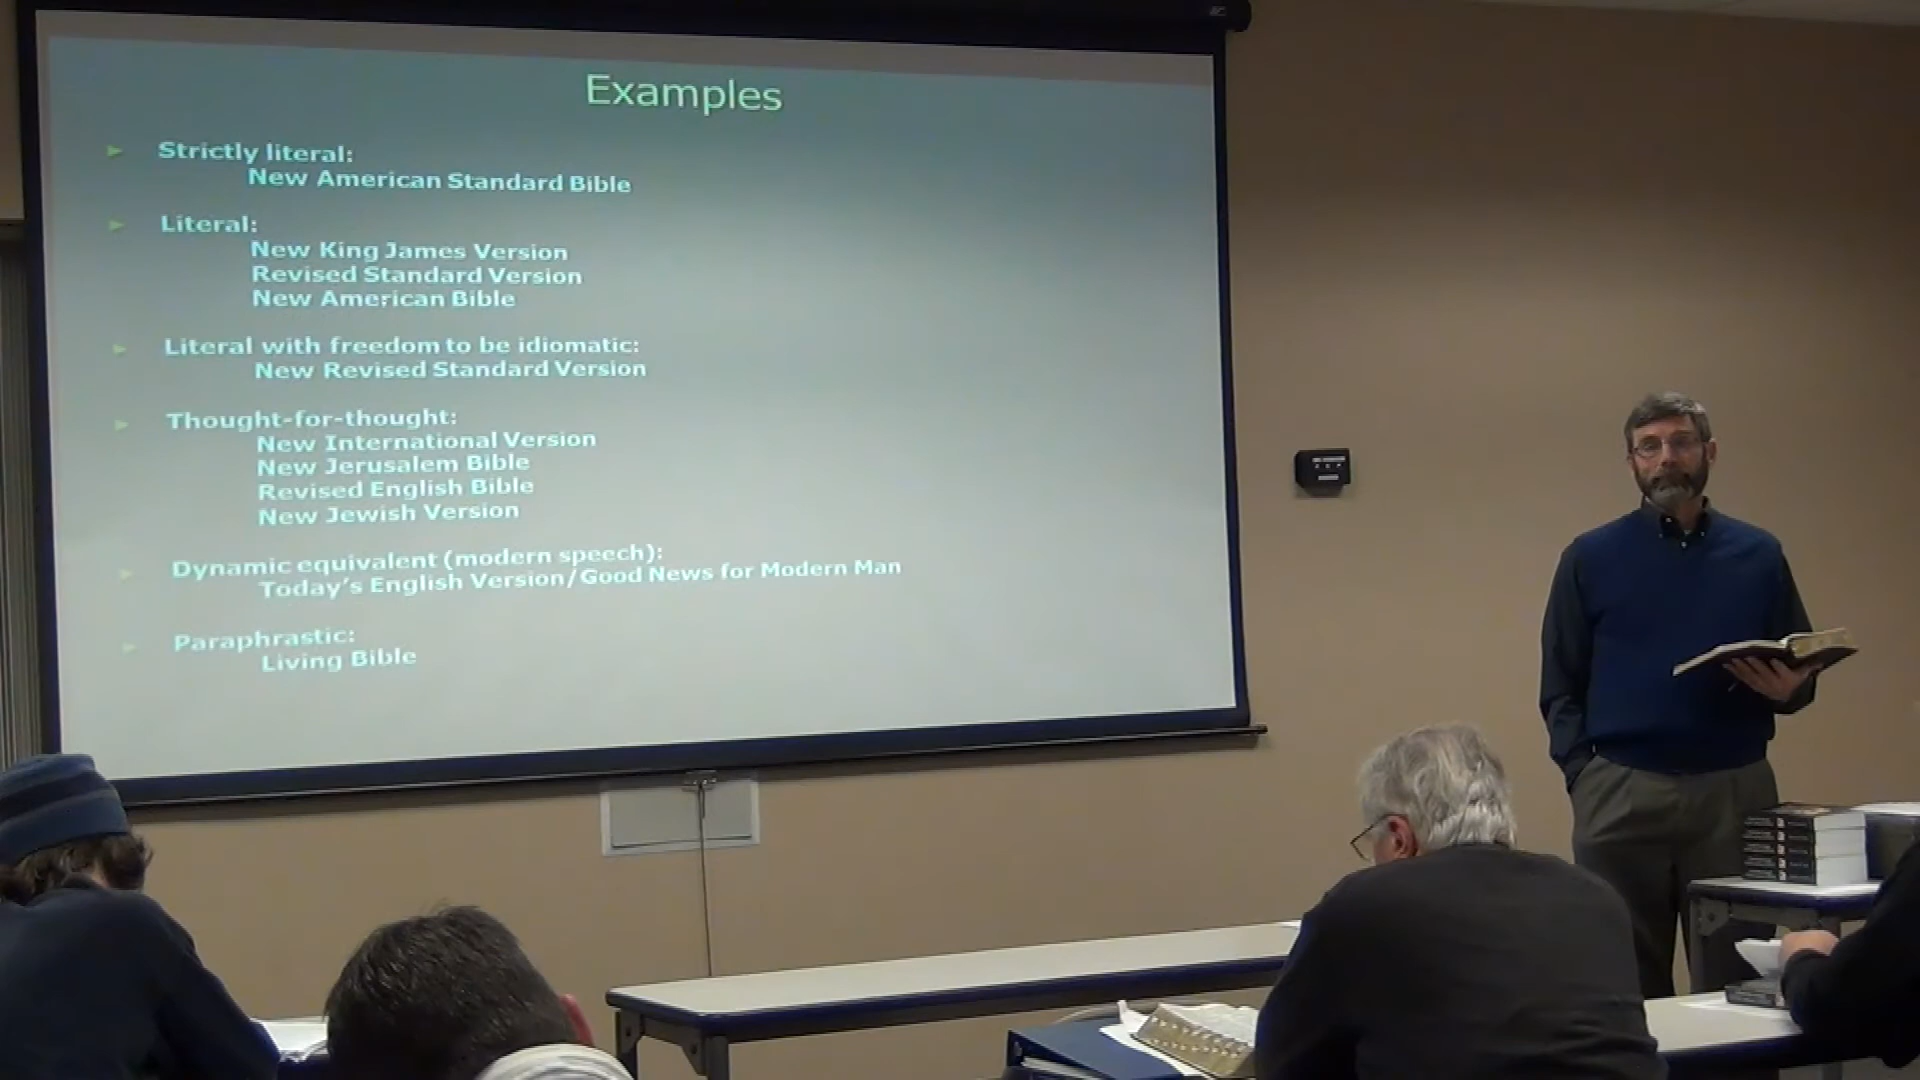 Examples
Strictly literal:
New American Standard Bible
Literal:
New King James Version
Revised Standard Version
New American Bible
Literal with freedom to be idiomatic:
New Revised Standard Version
Thought-for-thought:
New International Version
New Jerusalem Bible
Revised English Bible
New Jewish Version
Dynamic equivalent (modern speech):
Today's English Version/Good News for Modern Man
Paraphrastic:
Living Bible